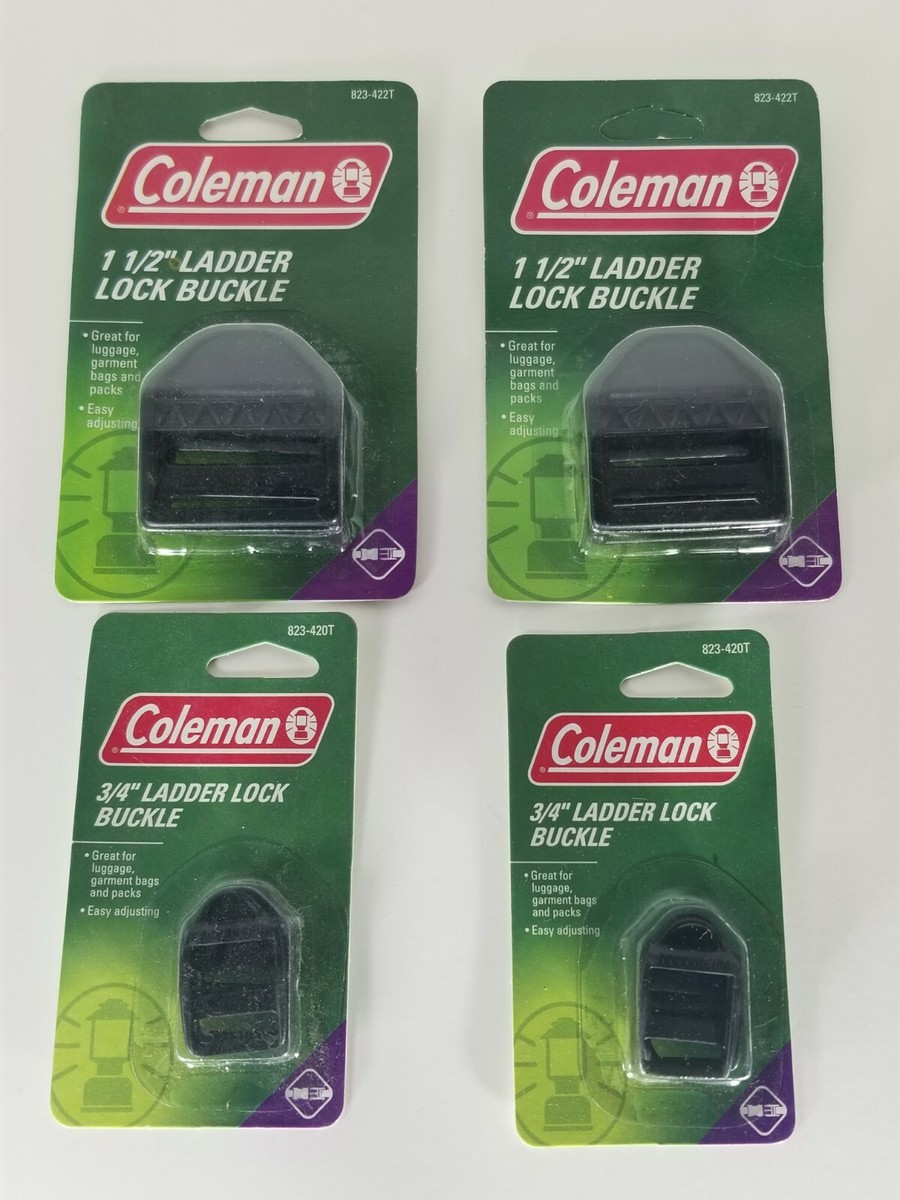 823-422T
Coleman
1 1/2" LADDER
LOCK BUCKLE
• Great for
luggage,
garment
bags and
packs
• Easy
adjusting
823-422T
Coleman
1 1/2" LADDER
LOCK BUCKLE
• Great for
luggage,
garment
bags and
packs
• Easy
adjusting
823-420T
Coleman
3/4" LADDER LOCK
BUCKLE
• Great for
luggage,
garment bags
and packs
• Easy adjusting
823-420T
Coleman
3/4" LADDER LOCK
BUCKLE
• Great for
luggage,
garment bags
and packs
• Easy adjusting